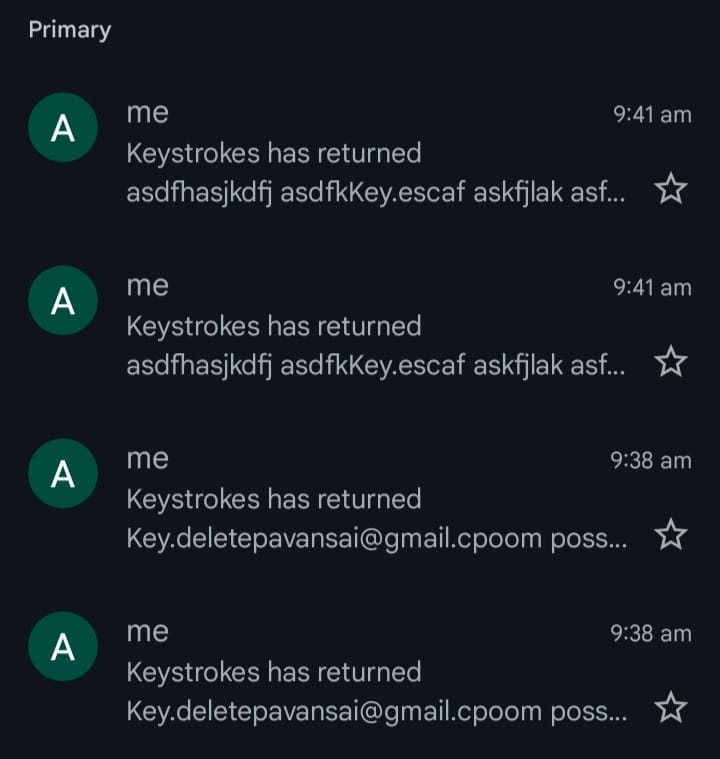 Primary
A
me
9:41 am
Keystrokes has returned
asdfhasjkdfj asdfkKey.escaf askfjlak asf...
A
me
9:41 am
Keystrokes has returned
asdfhasjkdfj asdfkKey.escaf askfjlak asf...
A
me
9:38 am
Keystrokes has returned
Key.deletepavansai@gmail.cpoom poss...
A
me
9:38 am
Keystrokes has returned
Key.deletepavansai@gmail.cpoom poss...